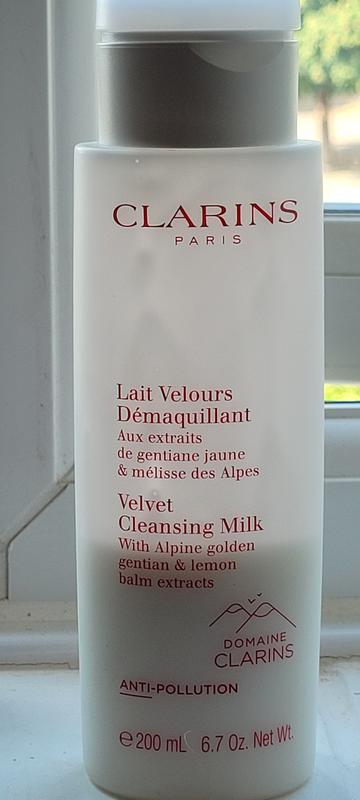 CLARINS
PARIS
Lait Velours
Démaquillant
Aux extraits
de gentiane jaune
& mélisse des Alpes
Velvet
Cleansing Milk
With Alpine golden
gentian & lemon
balm extracts
DOMAINE
CLARINS
ANTI-POLLUTION
℮ 200 mL 6.7 Oz. Net Wt.